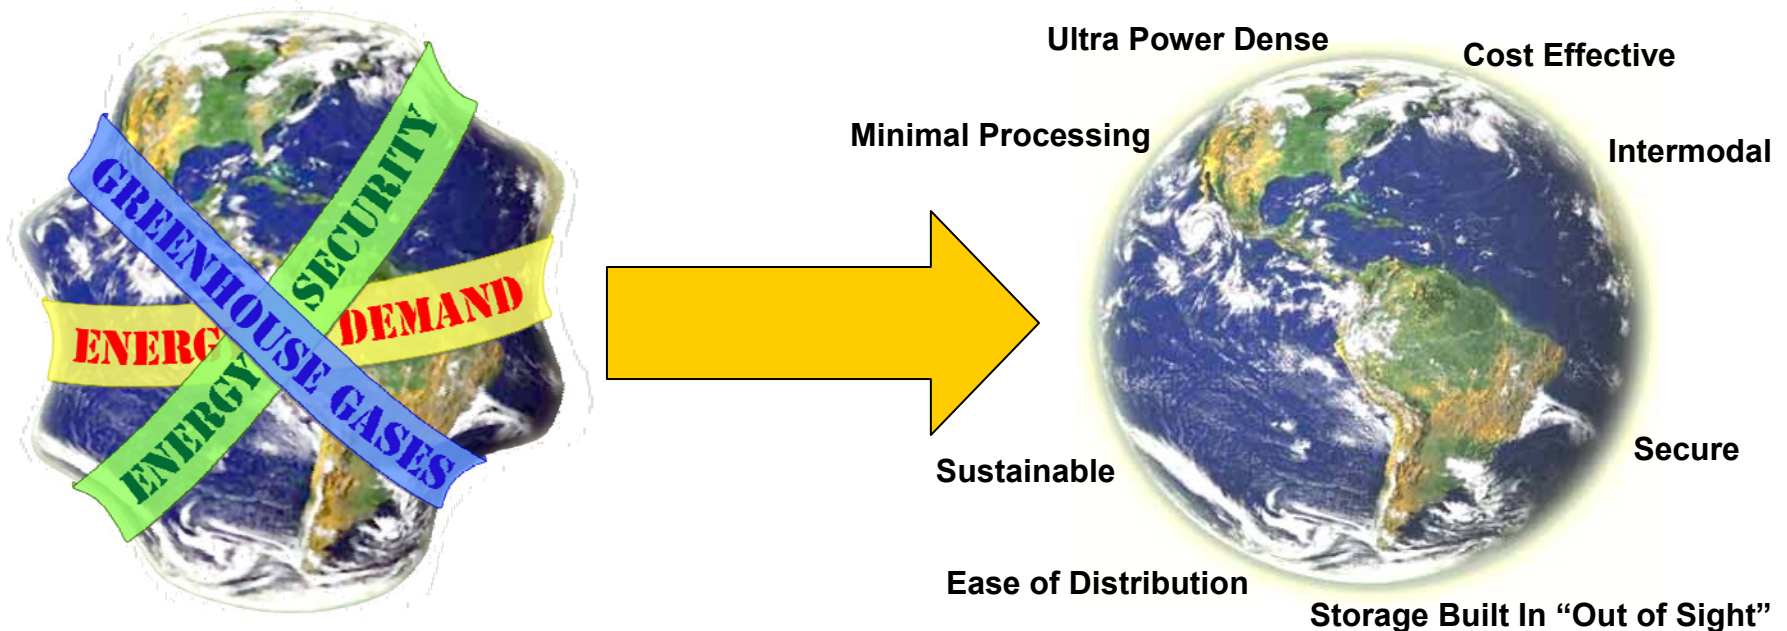 ENERGY SECURITY
GREENHOUSE GASES
ENERG DEMAND
Ultra Power Dense
Cost Effective
Minimal Processing
Intermodal
Sustainable
Secure
Ease of Distribution
Storage Built In “Out of Sight”